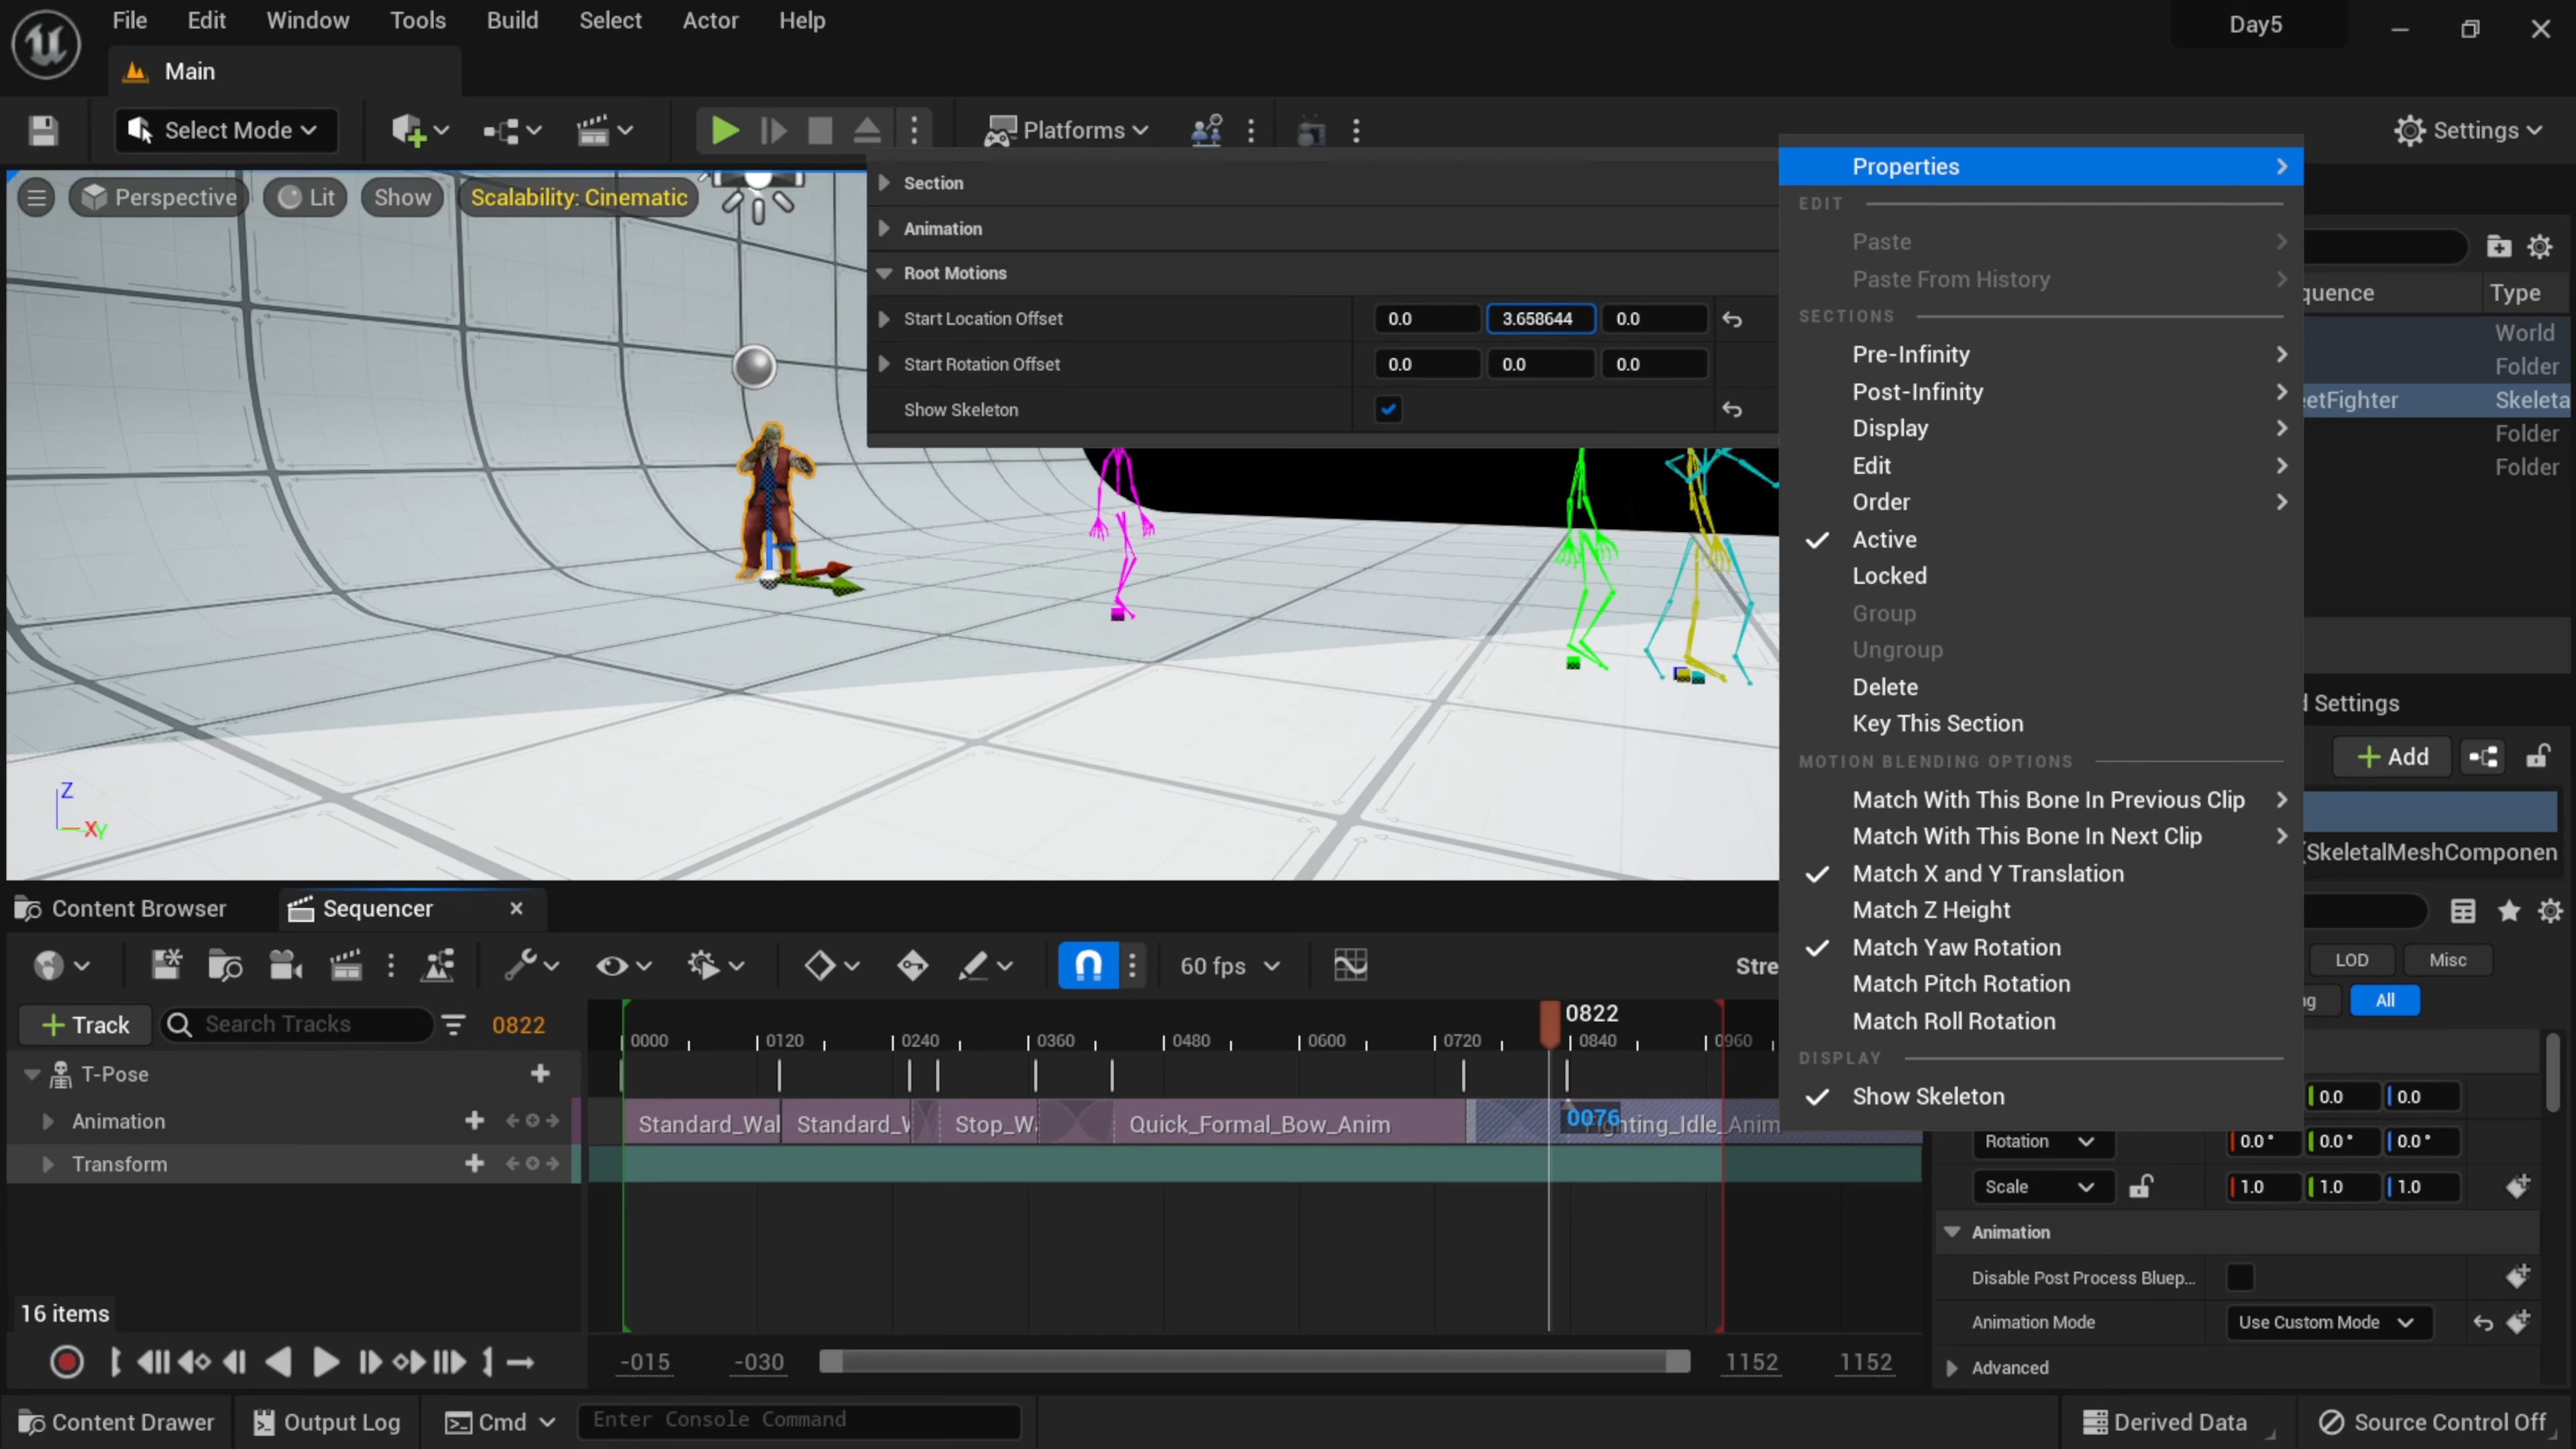 File Edit Window Tools Build Select Actor Help Day5
Main
Select Mode Platforms Settings
Perspective Lit Show Scalability: Cinematic
Section
Animation
Root Motions
Start Location Offset 0.0 3.658644 0.0
Start Rotation Offset 0.0 0.0 0.0
Show Skeleton
Properties
EDIT
Paste
Paste From History
SECTIONS
Pre-Infinity
Post-Infinity
Display
Edit
Order
Active
Locked
Group
Ungroup
Delete
Key This Section
MOTION BLENDING OPTIONS
Match With This Bone In Previous Clip
Match With This Bone In Next Clip
Match X and Y Translation
Match Z Height
Match Yaw Rotation
Match Pitch Rotation
Match Roll Rotation
DISPLAY
Show Skeleton
quence Type
World
Folder
eetFighter Skeleta
Folder
Folder
Settings
Add
(SkeletalMeshComponen
LOD Misc
ng All
0.0 0.0
Rotation 0.0° 0.0° 0.0°
Scale 1.0 1.0 1.0
Animation
Disable Post Process Bluep...
Animation Mode Use Custom Mode
Advanced
Z
X Y
Content Browser Sequencer
60 fps Stre
Track Search Tracks 0822
0822
0000 0120 0240 0360 0480 0600 0720 0840 0960
T-Pose
Animation
Standard_Wal Standard_W Stop_W Quick_Formal_Bow_Anim 0076 ghting_Idle_Anim
Transform
16 items
-015 -030 1152 1152
Content Drawer Output Log Cmd Enter Console Command Derived Data Source Control Off